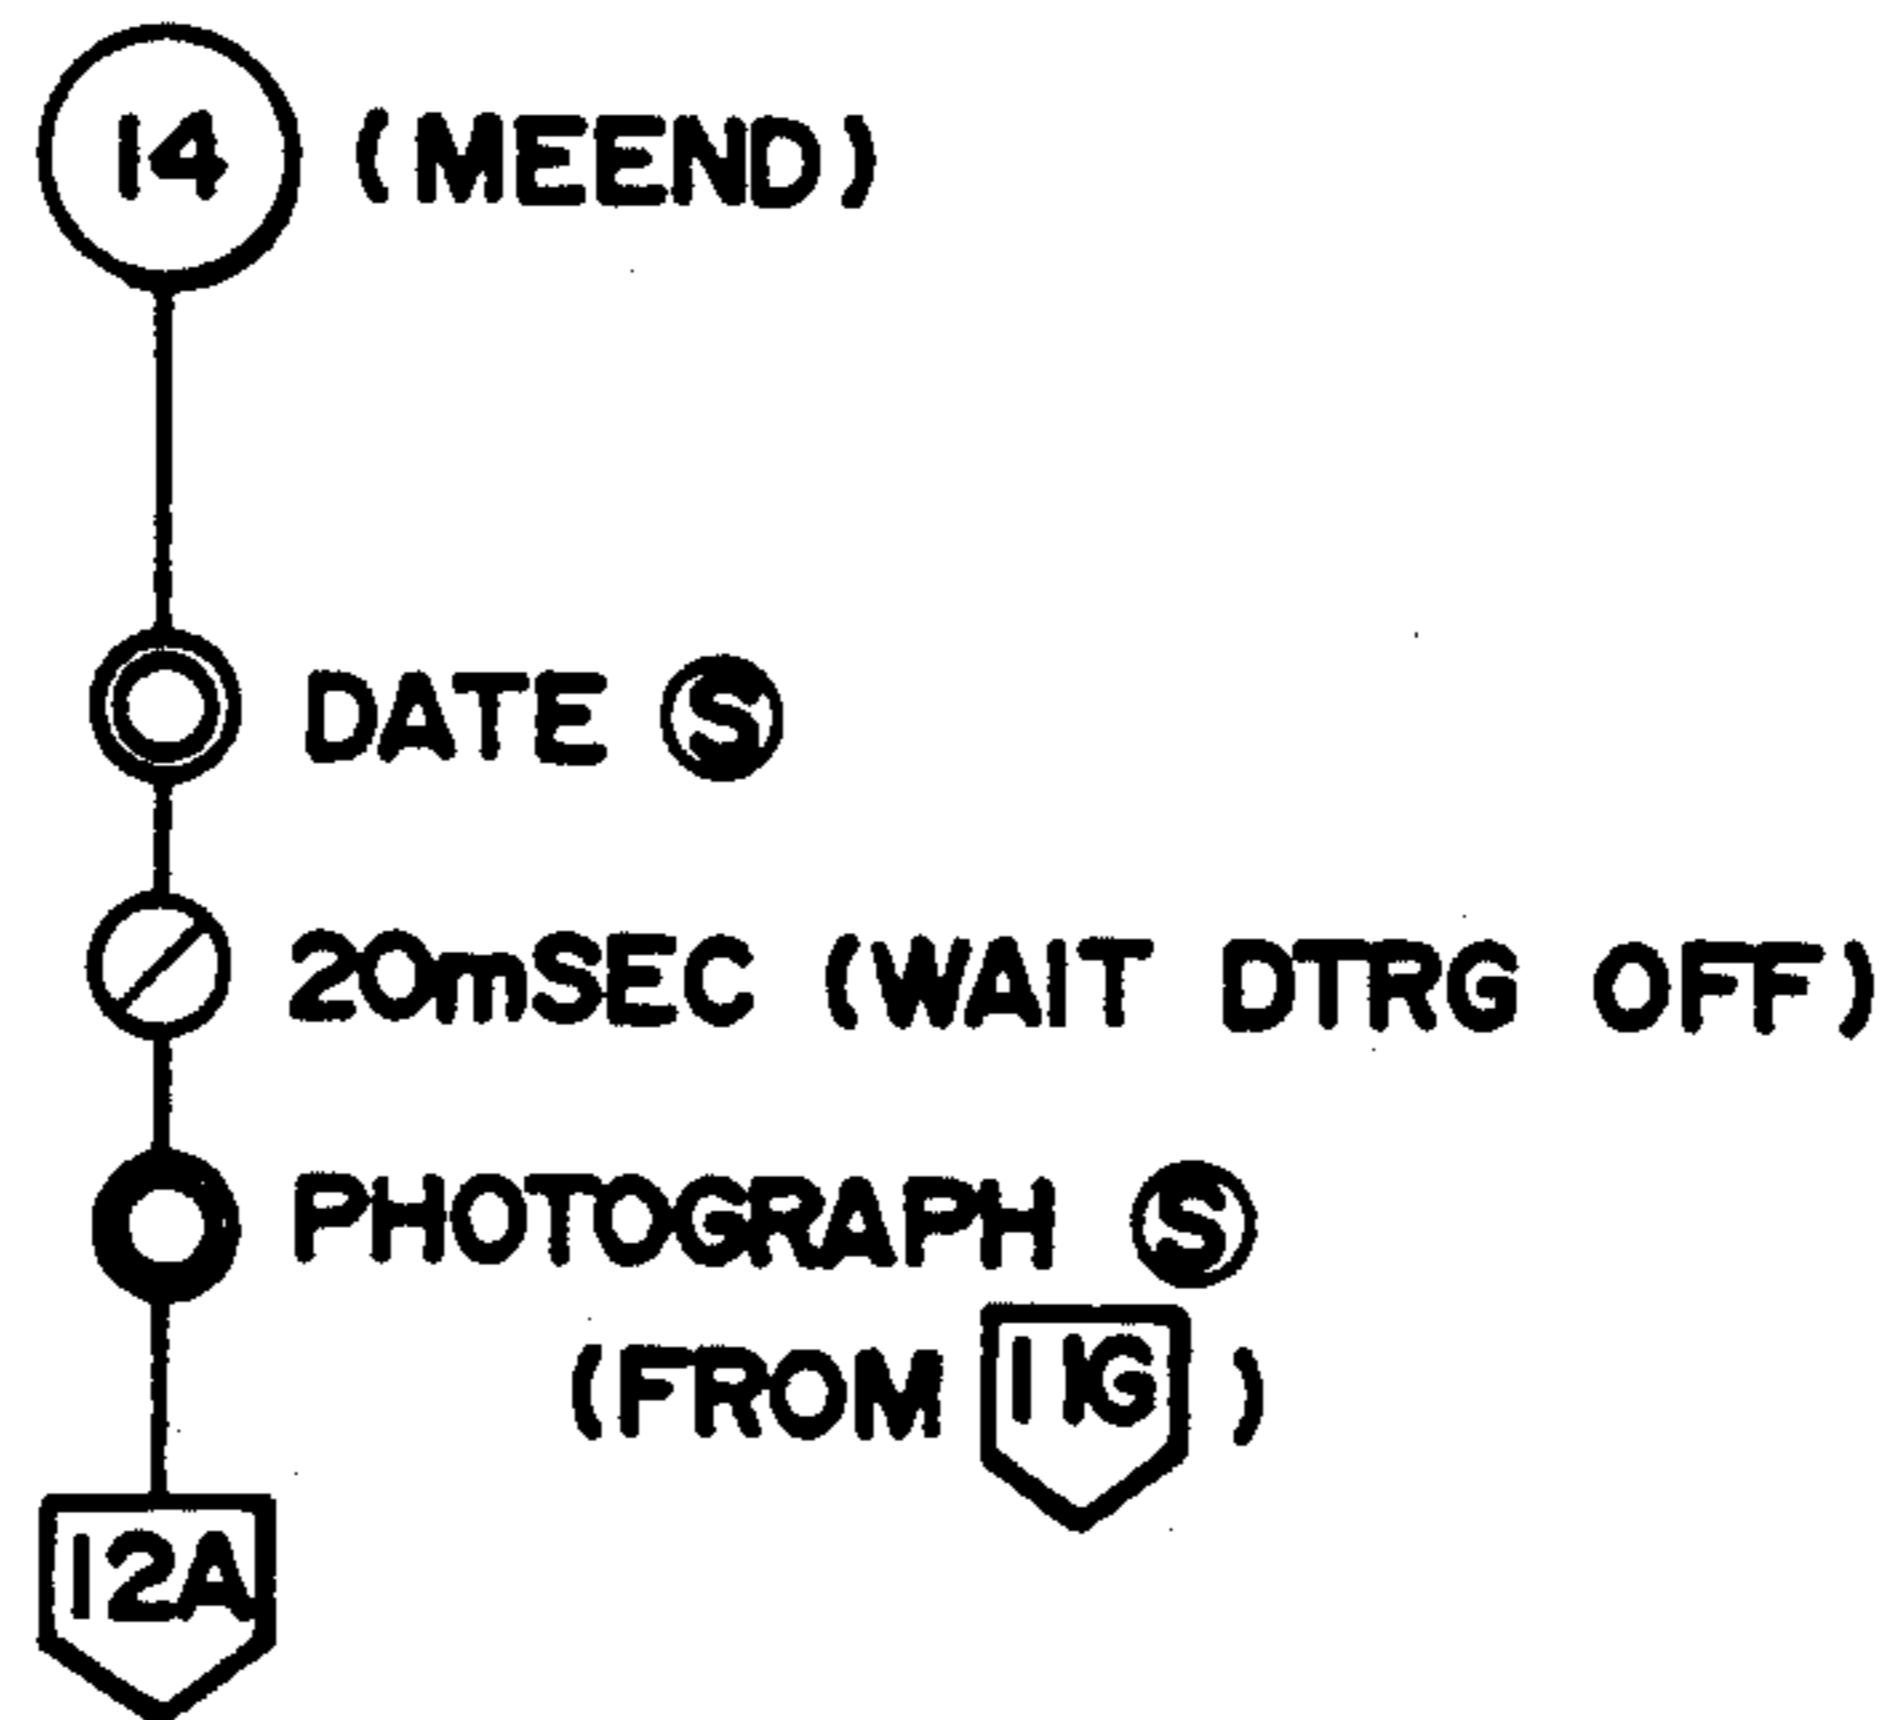 14 (MEEND)
DATE Ⓢ
20mSEC (WAIT DTRG OFF)
PHOTOGRAPH Ⓢ
(FROM 11G)
12A